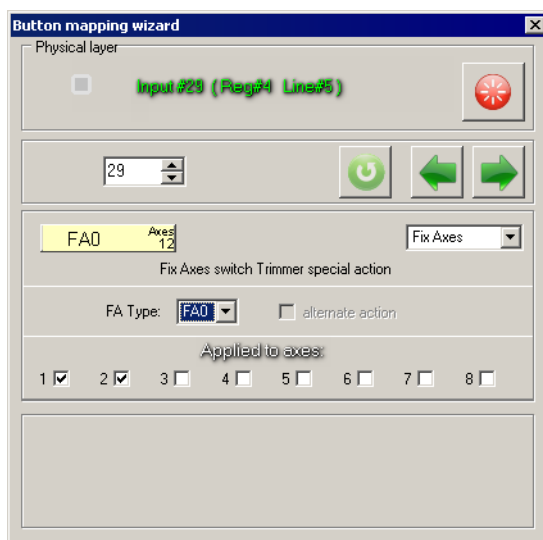 Button mapping wizard
Physical layer
Input#29 (Reg#4 Line#5)
29
FA0 Axes 12
Fix Axes
Fix Axes switch Trimmer special action
FA Type: FA0 alternate action
Applied to axes:
1 2 3 4 5 6 7 8